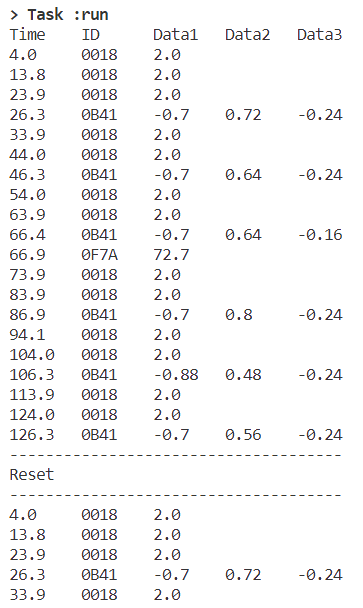 > Task :run
Time ID Data1 Data2 Data3
4.0 0018 2.0
13.8 0018 2.0
23.9 0018 2.0
26.3 0B41 -0.7 0.72 -0.24
33.9 0018 2.0
44.0 0018 2.0
46.3 0B41 -0.7 0.64 -0.24
54.0 0018 2.0
63.9 0018 2.0
66.4 0B41 -0.7 0.64 -0.16
66.9 0F7A 72.7
73.9 0018 2.0
83.9 0018 2.0
86.9 0B41 -0.7 0.8 -0.24
94.1 0018 2.0
104.0 0018 2.0
106.3 0B41 -0.88 0.48 -0.24
113.9 0018 2.0
124.0 0018 2.0
126.3 0B41 -0.7 0.56 -0.24
-------------------------------------
Reset
-------------------------------------
4.0 0018 2.0
13.8 0018 2.0
23.9 0018 2.0
26.3 0B41 -0.7 0.72 -0.24
33.9 0018 2.0